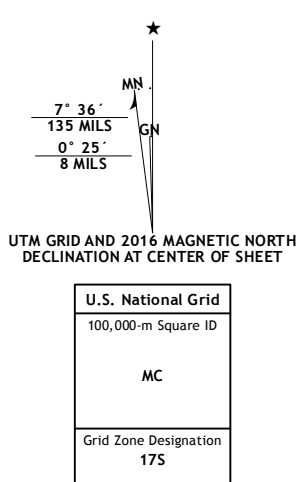 ★
MN
7° 36´
135 MILS
GN
0° 25´
8 MILS
UTM GRID AND 2016 MAGNETIC NORTH
DECLINATION AT CENTER OF SHEET
U.S. National Grid
100,000-m Square ID
MC
Grid Zone Designation
17S